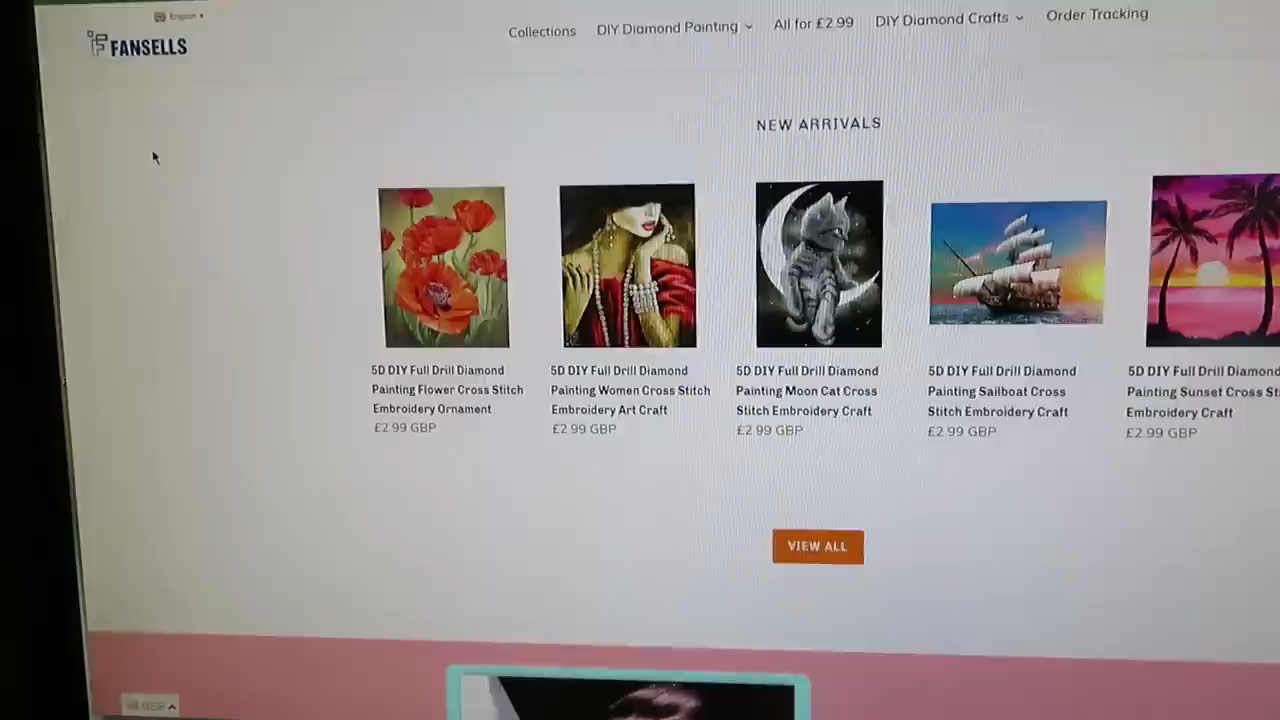 English
FANSELLS
Collections
DIY Diamond Painting
All for £2.99
DIY Diamond Crafts
Order Tracking
NEW ARRIVALS
5D DIY Full Drill Diamond
Painting Flower Cross Stitch
Embroidery Ornament
£2.99 GBP
5D DIY Full Drill Diamond
Painting Women Cross Stitch
Embroidery Art Craft
£2.99 GBP
5D DIY Full Drill Diamond
Painting Moon Cat Cross
Stitch Embroidery Craft
£2.99 GBP
5D DIY Full Drill Diamond
Painting Sailboat Cross
Stitch Embroidery Craft
£2.99 GBP
5D DIY Full Drill Diamond
Painting Sunset Cross
Embroidery Craft
£2.99 GBP
VIEW ALL
GBP